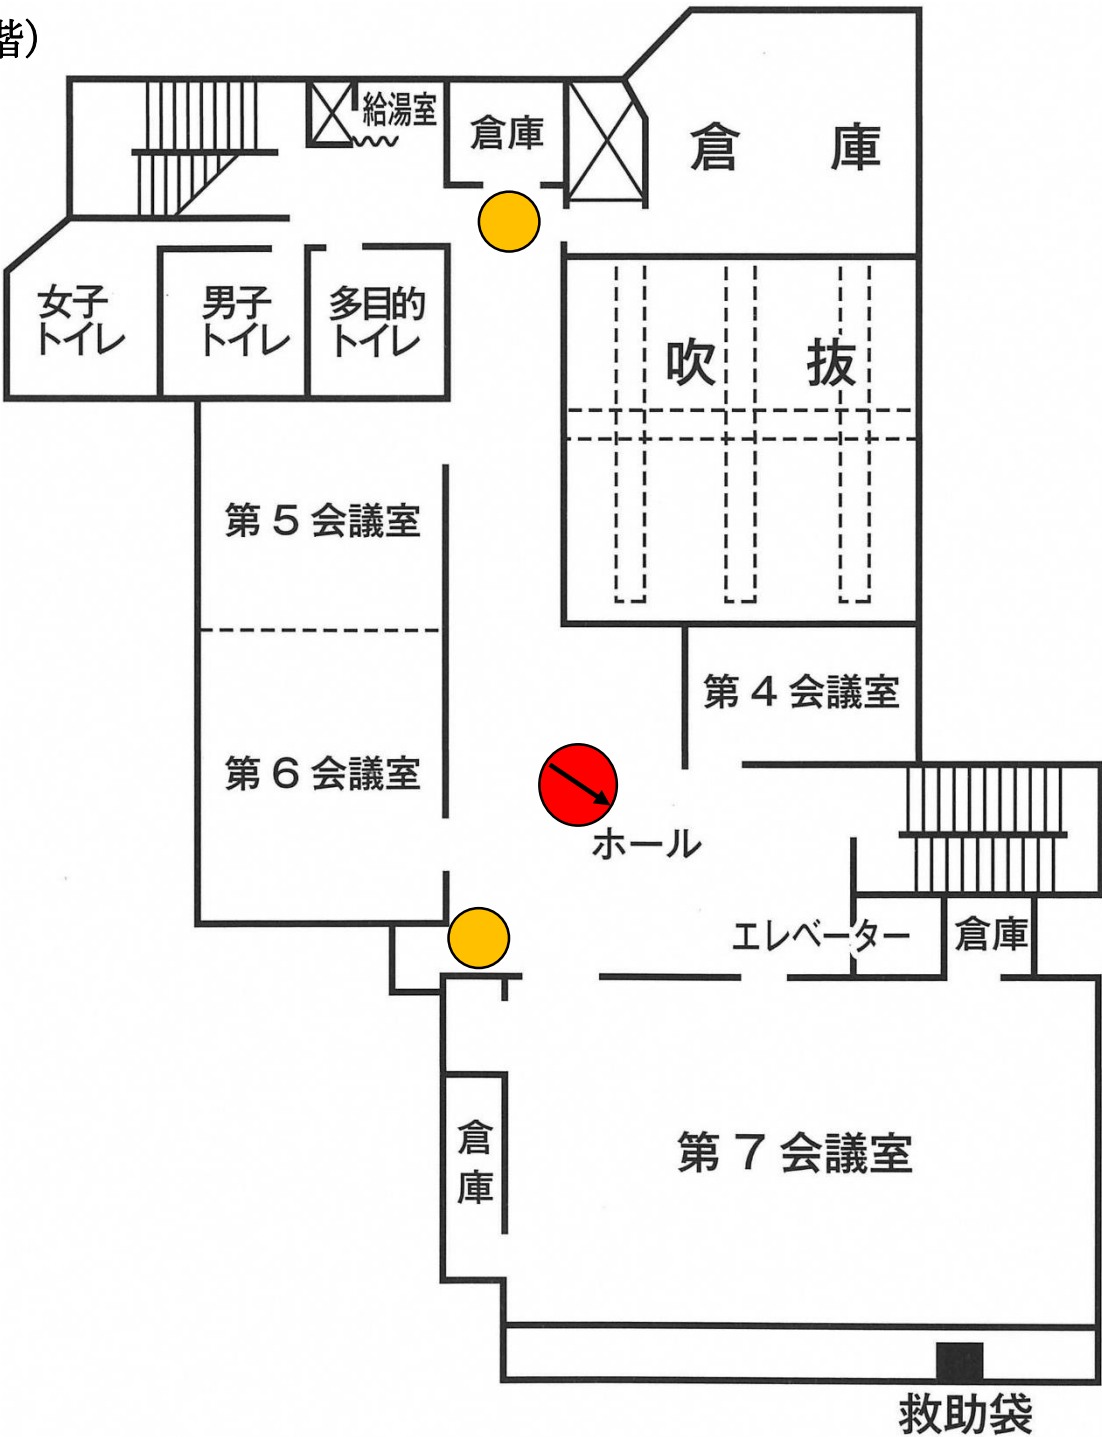 階)
給湯室
倉庫
倉　庫
女子
トイレ
男子
トイレ
多目的
トイレ
吹　抜
第5会議室
第4会議室
第6会議室
ホール
エレベーター
倉庫
倉庫
第7会議室
救助袋